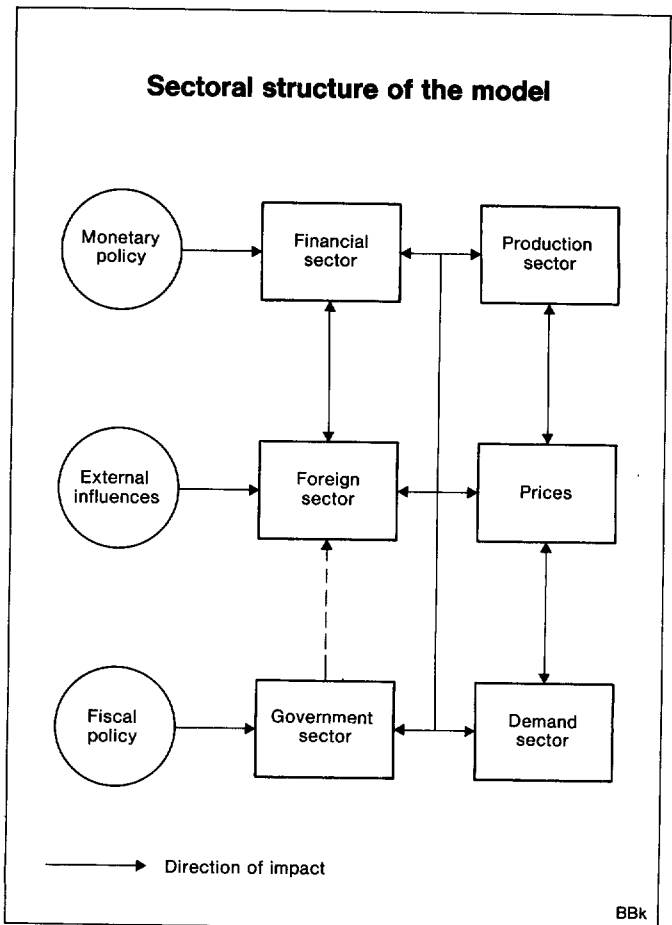 Sectoral structure of the model
Monetary
policy
Financial
sector
Production
sector
External
influences
Foreign
sector
Prices
Fiscal
policy
Government
sector
Demand
sector
Direction of impact
BBk